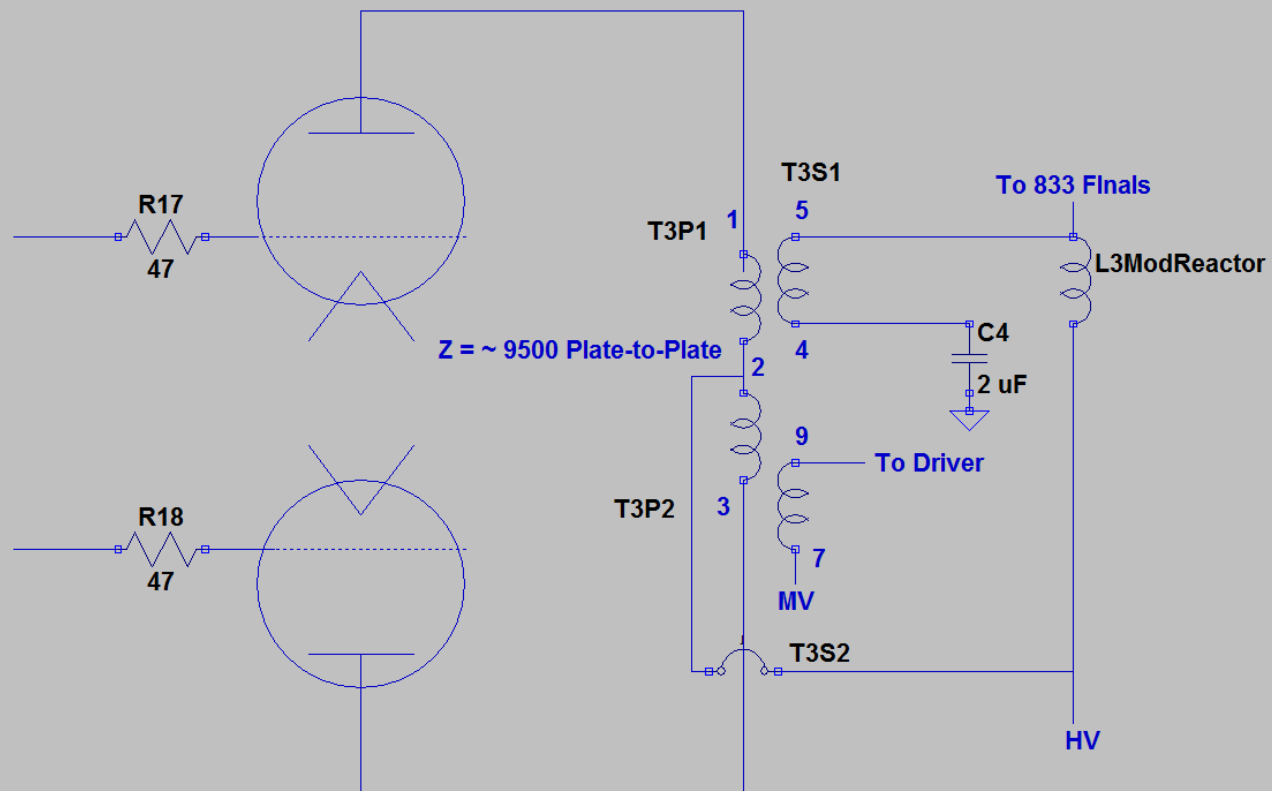 T3S1
To 833 FInals
R17
1
5
T3P1
L3ModReactor
47
C4
Z = ~ 9500 Plate-to-Plate
4
2
2 uF
9
To Driver
T3P2
3
R18
7
47
MV
T3S2
HV